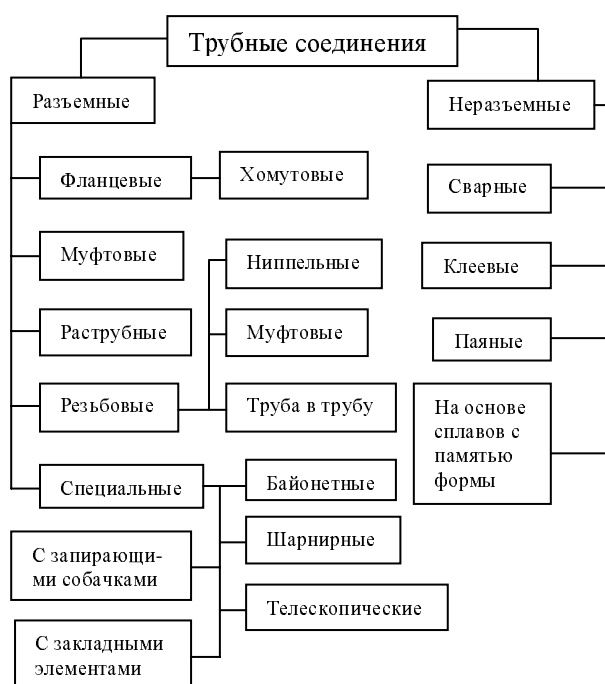 Трубные соединения
Разъемные
Неразъемные
Фланцевые
Хомутовые
Сварные
Муфтовые
Ниппельные
Клеевые
Раструбные
Муфтовые
Паяные
Резьбовые
Труба в трубу
На основе
сплавов с
памятью
формы
Специальные
Байонетные
С запирающи-
ми собачками
Шарнирные
Телескопические
С закладными
элементами